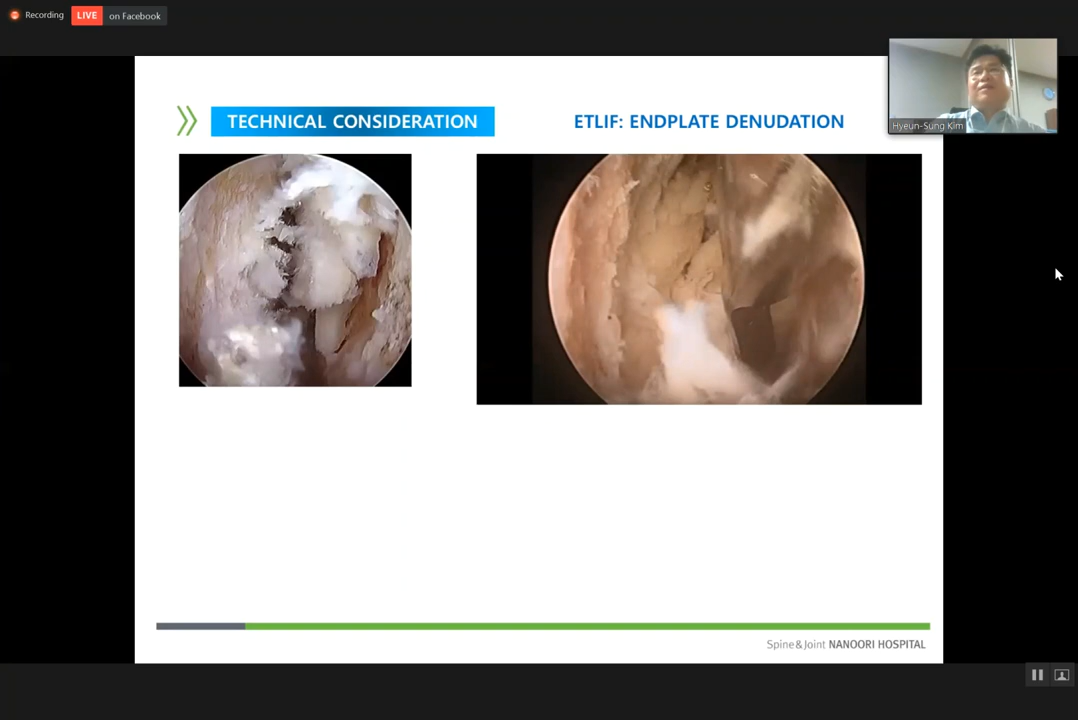 Recording
LIVE on Facebook
TECHNICAL CONSIDERATION
ETLIF: ENDPLATE DENUDATION
Hyeun-Sung Kim
Spine & Joint NANOORI HOSPITAL